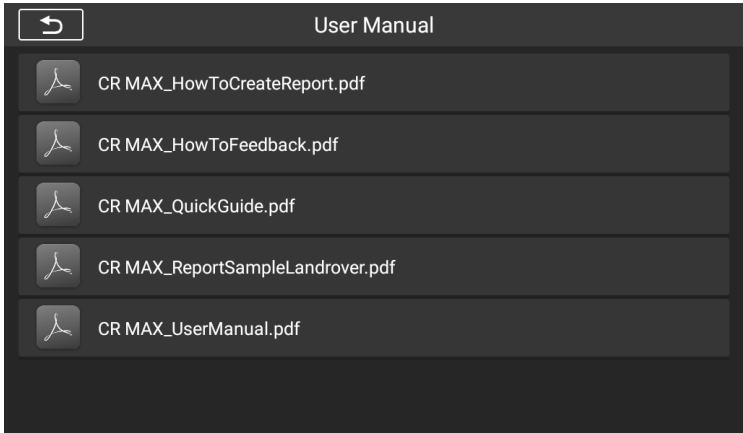 User Manual
CR MAX_HowToCreateReport.pdf
CR MAX_HowToFeedback.pdf
CR MAX_QuickGuide.pdf
CR MAX_ReportSampleLandrover.pdf
CR MAX_UserManual.pdf